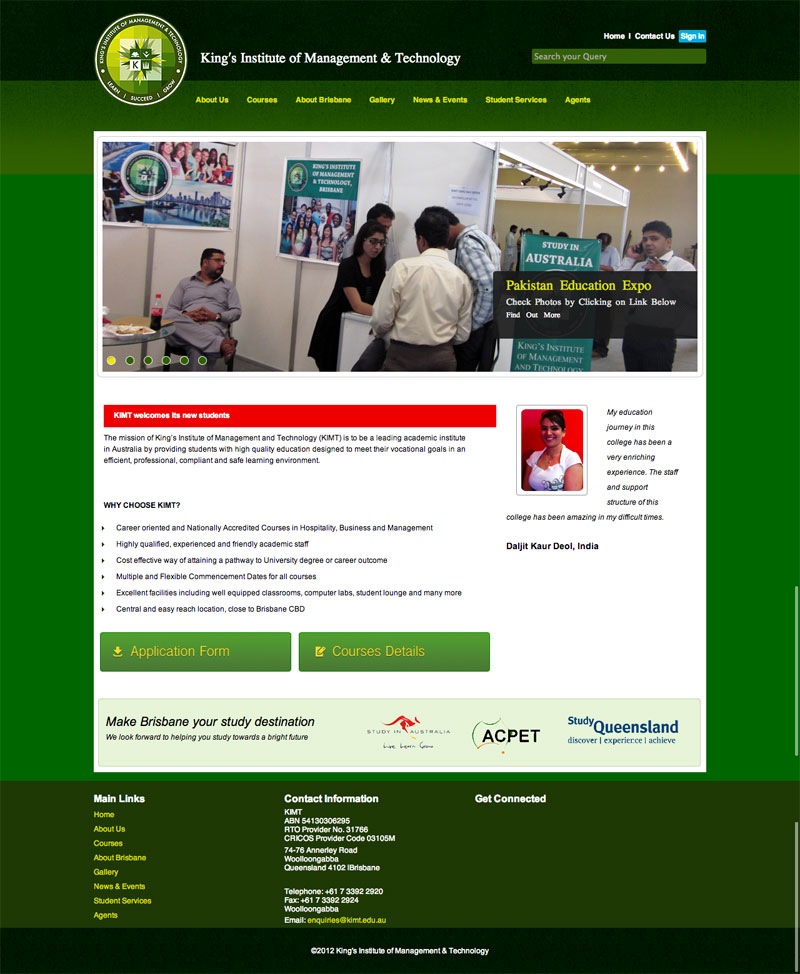 KING'S INSTITUTE OF MANAGEMENT & TECHNOLOGY
LEARN | SUCCEED | GROW
King's Institute of Management & Technology
Home I Contact Us Sign In
Search your Query
About Us Courses About Brisbane Gallery News & Events Student Services Agents
KING'S INSTITUTE
OF MANAGEMENT
& TECHNOLOGY,
BRISBANE
STUDY IN
AUSTRALIA
KING'S INSTITUTE
OF MANAGEMENT
AND TECHNOLOGY
Pakistan Education Expo
Check Photos by Clicking on Link Below
Find Out More
KIMT welcomes its new students
The mission of King's Institute of Management and Technology (KIMT) is to be a leading academic institute
in Australia by providing students with high quality education designed to meet their vocational goals in an
efficient, professional, compliant and safe learning environment.
WHY CHOOSE KIMT?
Career oriented and Nationally Accredited Courses in Hospitality, Business and Management
Highly qualified, experienced and friendly academic staff
Cost effective way of attaining a pathway to University degree or career outcome
Multiple and Flexible Commencement Dates for all courses
Excellent facilities including well equipped classrooms, computer labs, student lounge and many more
Central and easy reach location, close to Brisbane CBD
Application Form
Courses Details
My education
journey in this
college has been a
very enriching
experience. The staff
and support
structure of this
college has been amazing in my difficult times.
Daljit Kaur Deol, India
Make Brisbane your study destination
We look forward to helping you study towards a bright future
STUDY IN AUSTRALIA
Live Learn Grow
ACPET
Study
Queensland
discover | experience | achieve
Main Links
Home
About Us
Courses
About Brisbane
Gallery
News & Events
Student Services
Agents
Contact Information
KIMT
ABN 54130306295
RTO Provider No. 31766
CRICOS Provider Code 03105M
74-76 Annerley Road
Woolloongabba
Queensland 4102 IBrisbane
Telephone: +61 7 3392 2920
Fax: +61 7 3392 2924
Woolloongabba
Email: enquiries@kimt.edu.au
Get Connected
©2012 King's Institute of Management & Technology